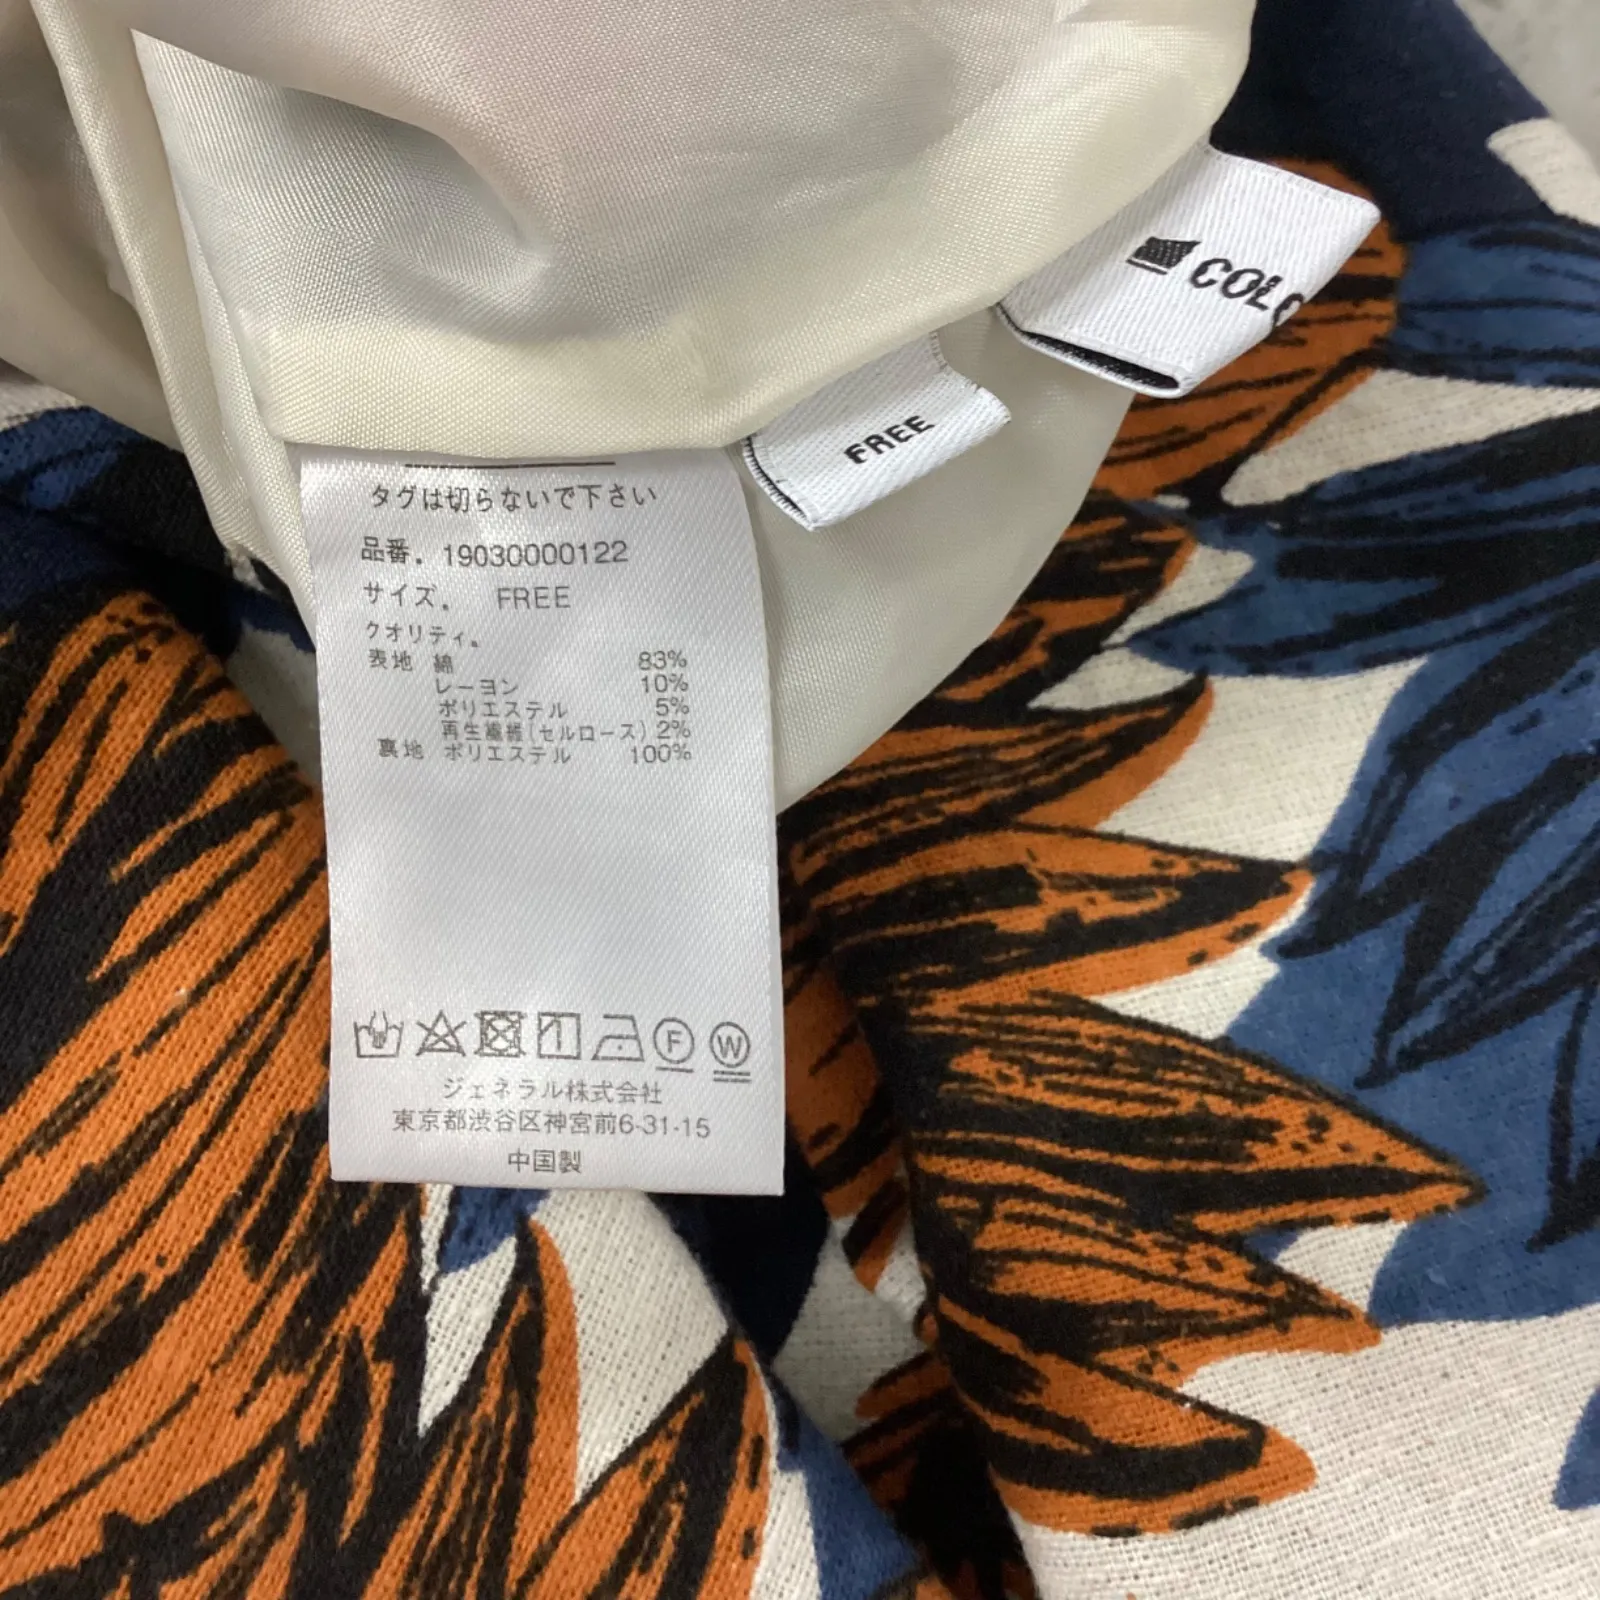 COLO
FREE
タグは切らないで下さい
品番. 19030000122
サイズ. FREE
クオリティ。
表地 綿 83%
レーヨン 10%
ポリエステル 5%
再生繊維(セルロース) 2%
裏地 ポリエステル 100%
F W
ジェネラル株式会社
東京都渋谷区神宮前6-31-15
中国製